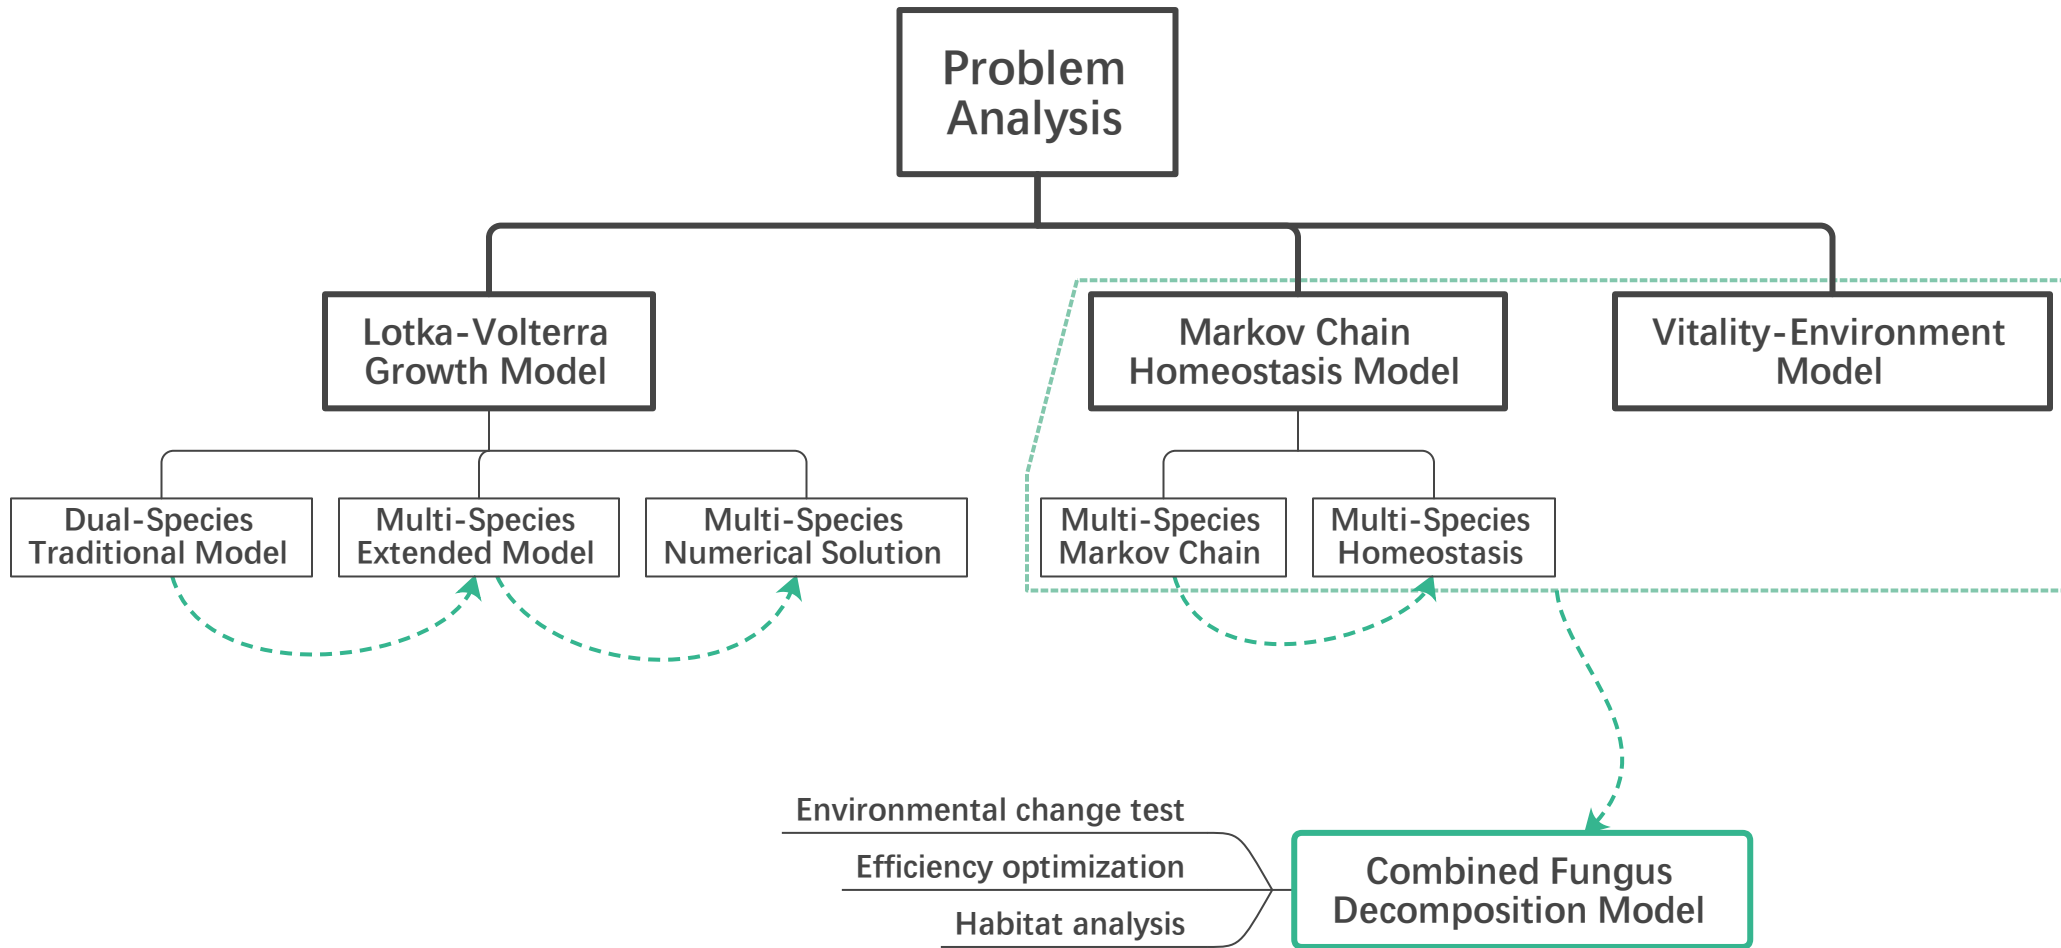 Problem
Analysis
Lotka-Volterra
Growth Model
Markov Chain
Homeostasis Model
Vitality-Environment
Model
Dual-Species
Traditional Model
Multi-Species
Extended Model
Multi-Species
Numerical Solution
Multi-Species
Markov Chain
Multi-Species
Homeostasis
Environmental change test
Efficiency optimization
Habitat analysis
Combined Fungus
Decomposition Model